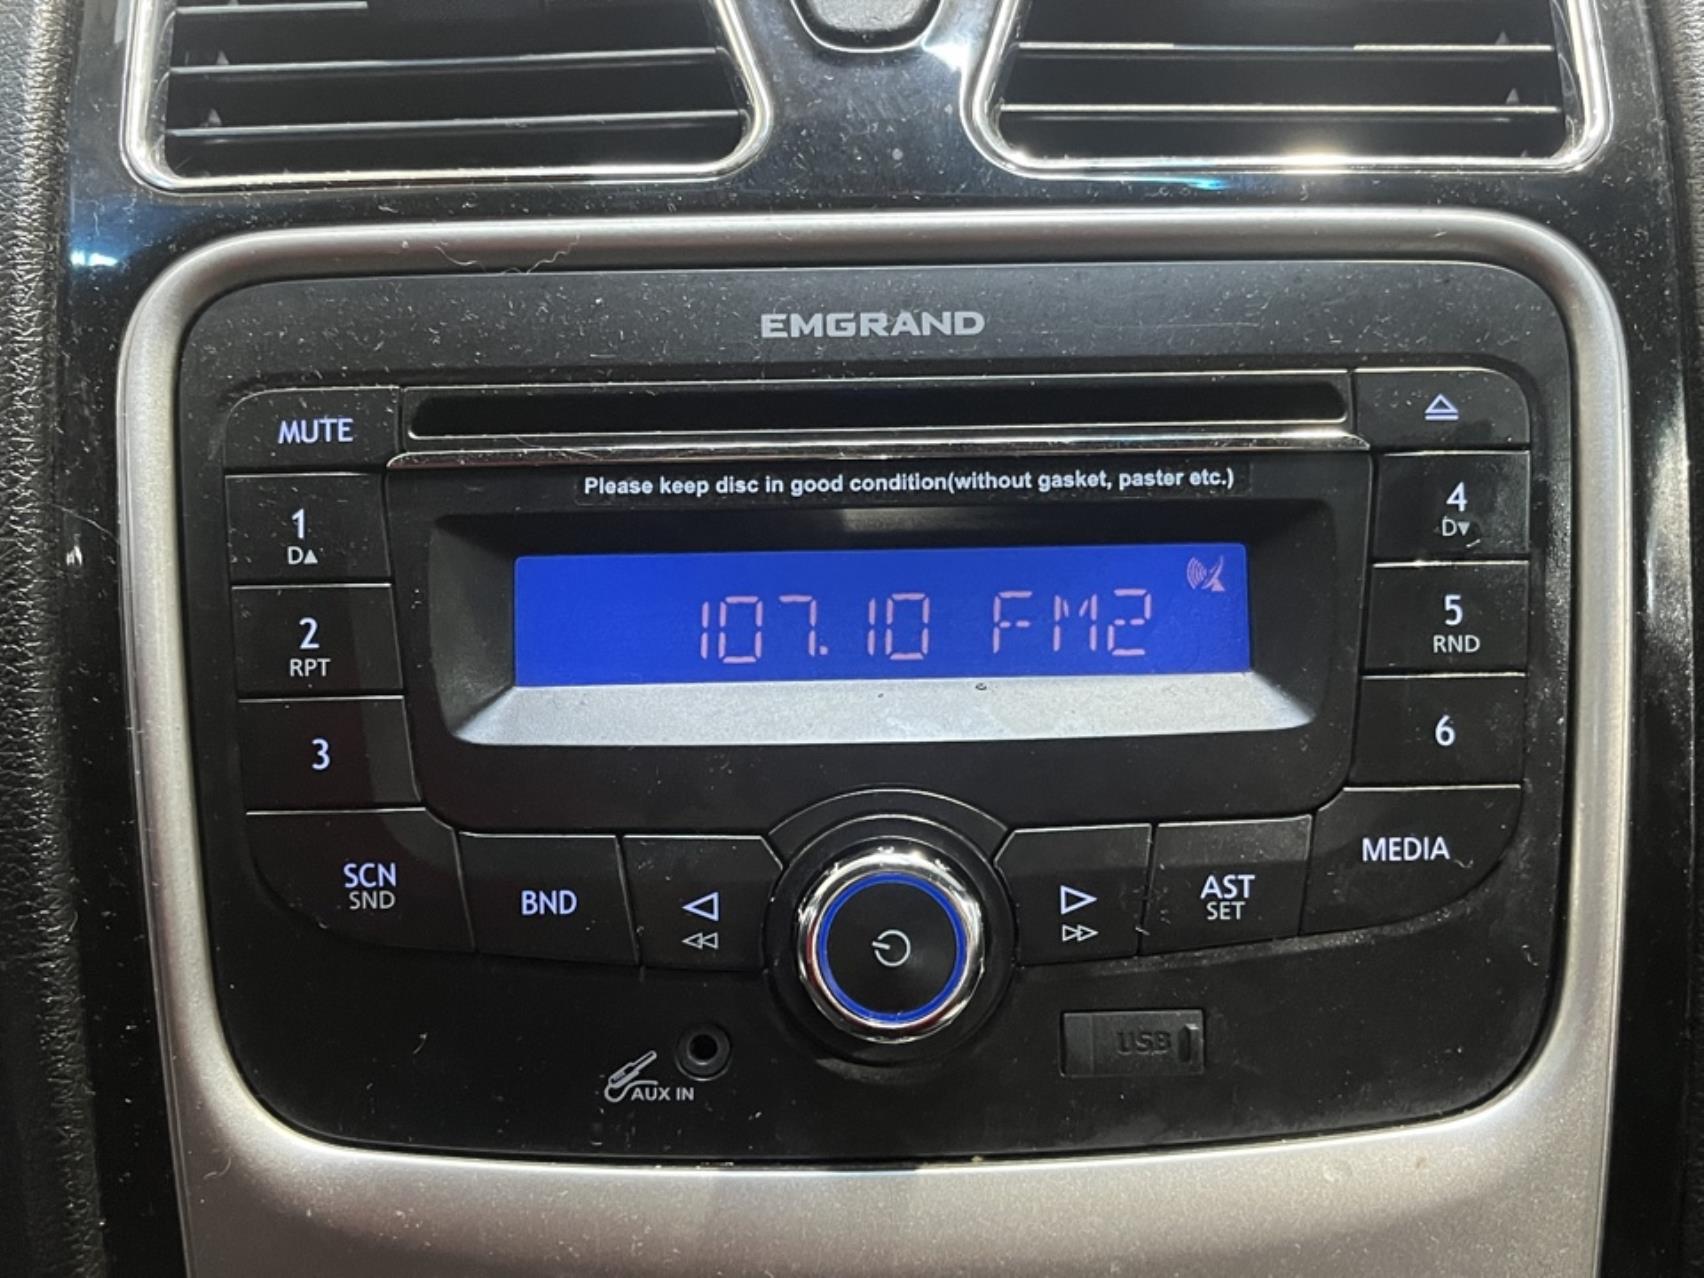 EMGRAND
MUTE
Please keep disc in good condition(without gasket, paster etc.)
1
D▲
4
D▼
107.10 FM2
2
RPT
5
RND
3
6
SCN
SND
BND
AST
SET
MEDIA
AUX IN
USB